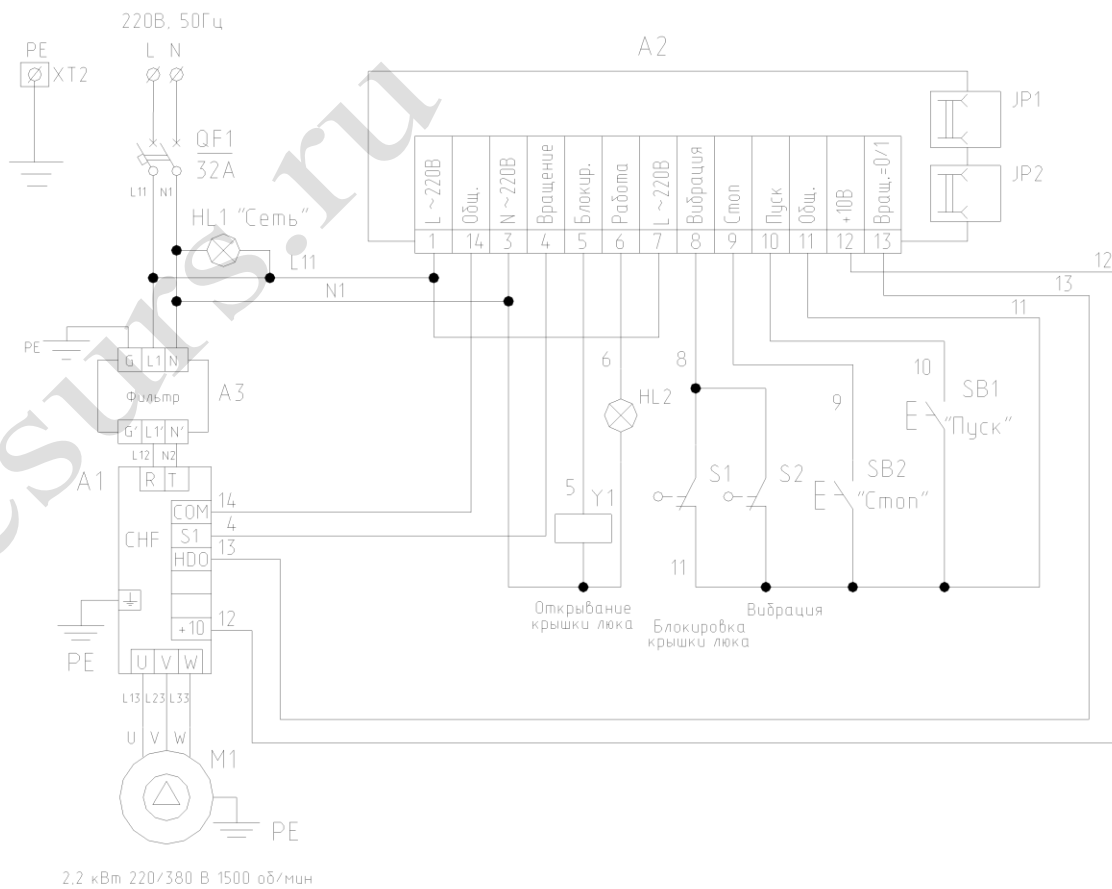 220В, 50Гц
L N
PE
XT2
QF1
32А
L11 N1
HL1 "Сеть"
L11
N1
A2
JP1
JP2
L ~220В
Общ.
N ~220В
Вращение
Блокир.
Работа
L ~220В
Вибрация
Стоп
Пуск
Общ.
+10В
Вращ.=0/1
1 14 3 4 5 6 7 8 9 10 11 12 13
12
13
11
PE
G L1 N
Фильтр
A3
G' L1' N'
L12 N2
A1
R T
COM
14
S1
4
CHF
HDO
13
+10
12
PE
U V W
L13 L23 L33
U V W
M1
PE
2,2 кВт 220/380 В 1500 об/мин
6
HL2
5
Y1
8
S1
S2
9
SB2
"Стоп"
10
SB1
"Пуск"
11
Открывание
крышки люка
Блокировка
крышки люка
Вибрация
esurs.ru